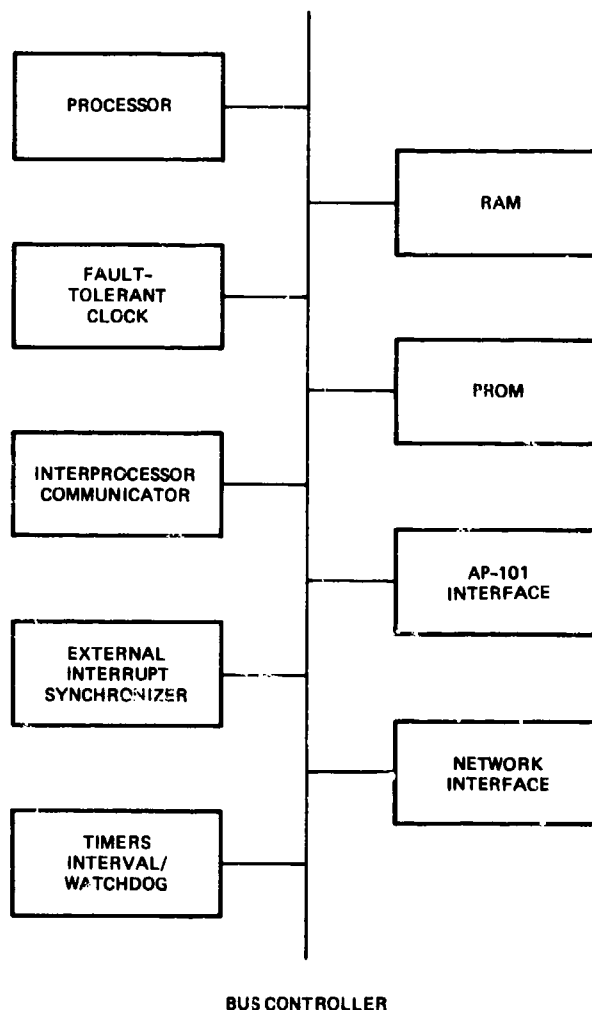 PROCESSOR
FAULT-
TOLERANT
CLOCK
INTERPROCESSOR
COMMUNICATOR
EXTERNAL
INTERRUPT
SYNCHRONIZER
TIMERS
INTERVAL/
WATCHDOG
RAM
PROM
AP-101
INTERFACE
NETWORK
INTERFACE
BUS CONTROLLER